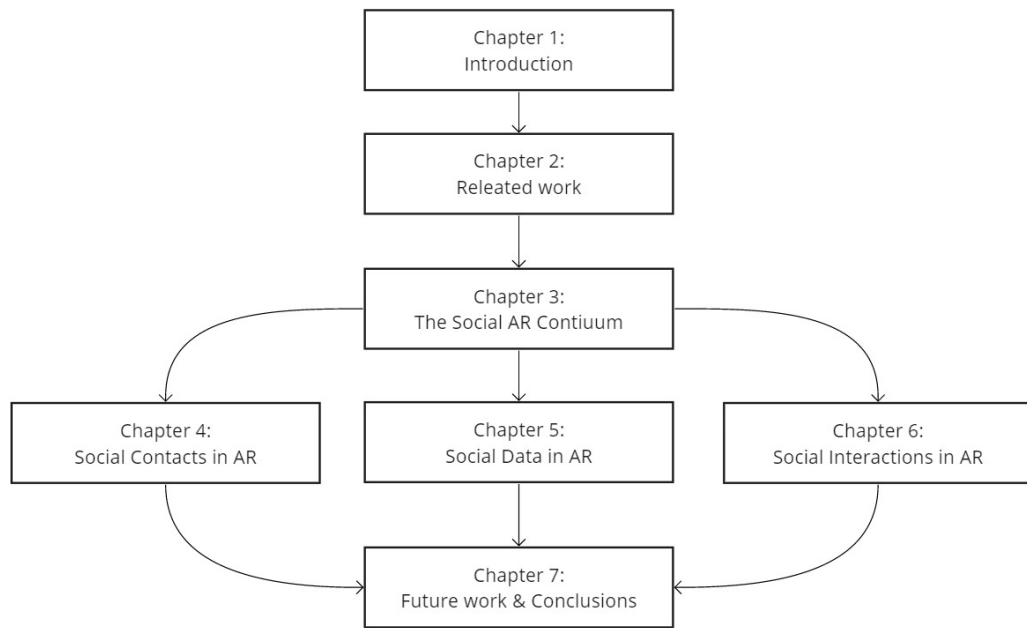 Chapter 1:
Introduction
Chapter 2:
Releated work
Chapter 3:
The Social AR Contiuum
Chapter 4:
Social Contacts in AR
Chapter 5:
Social Data in AR
Chapter 6:
Social Interactions in AR
Chapter 7:
Future work & Conclusions